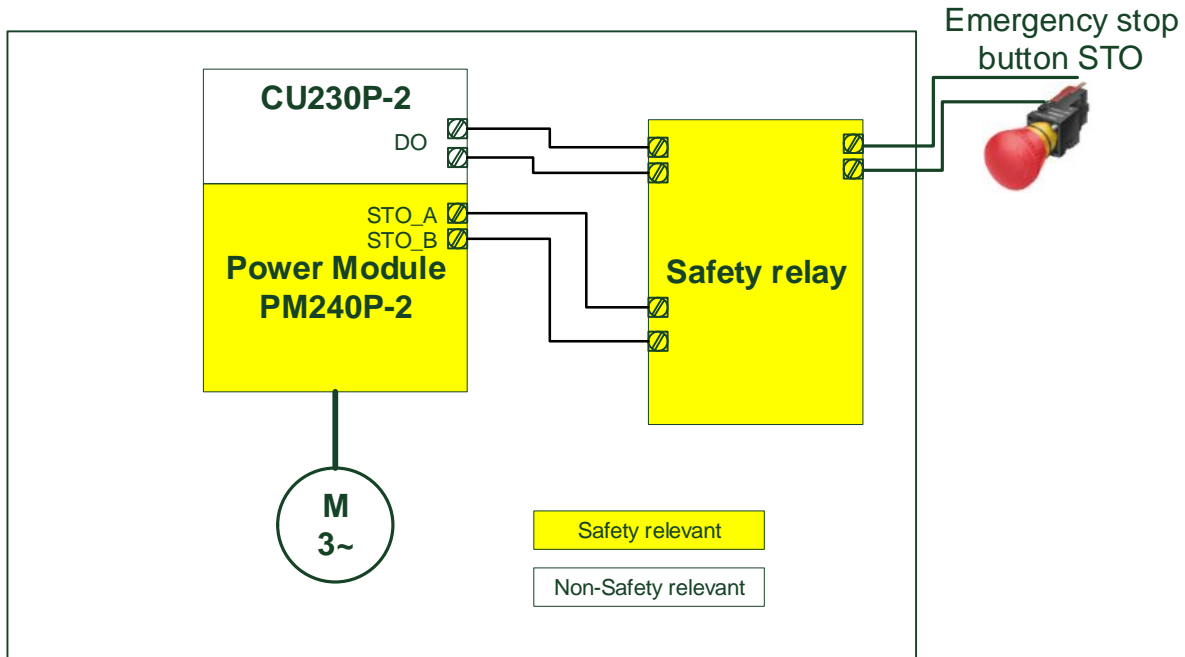 Emergency stop
button STO
CU230P-2
DO
STO_A
STO_B
Power Module
PM240P-2
Safety relay
M
3~
Safety relevant
Non-Safety relevant